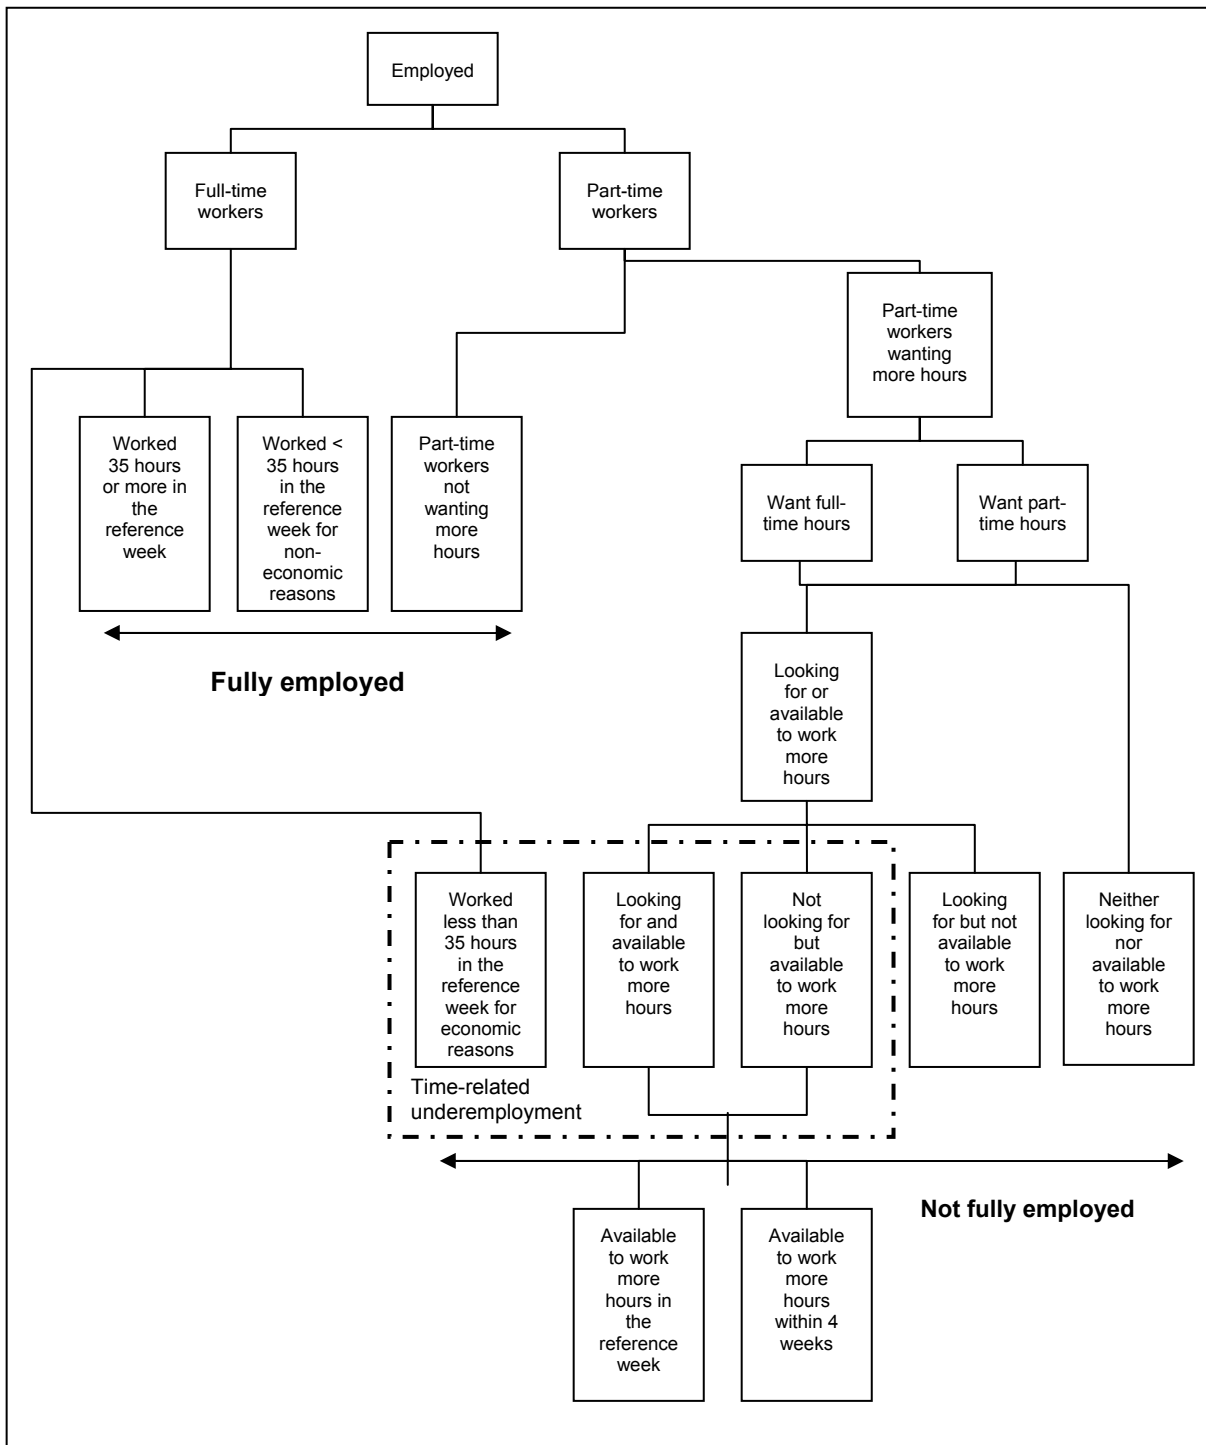 Employed
Full-time
workers
Part-time
workers
Part-time
workers
wanting
more hours
Worked
35 hours
or more in
the
reference
week
Worked <
35 hours
in the
reference
week for
non-
economic
reasons
Part-time
workers
not
wanting
more
hours
Want full-
time hours
Want part-
time hours
Fully employed
Looking
for or
available
to work
more
hours
Worked
less than
35 hours
in the
reference
week for
economic
reasons
Looking
for and
available
to work
more
hours
Not
looking for
but
available
to work
more
hours
Looking
for but not
available
to work
more
hours
Neither
looking for
nor
available
to work
more
hours
Time-related
underemployment
Not fully employed
Available
to work
more
hours in
the
reference
week
Available
to work
more
hours
within 4
weeks